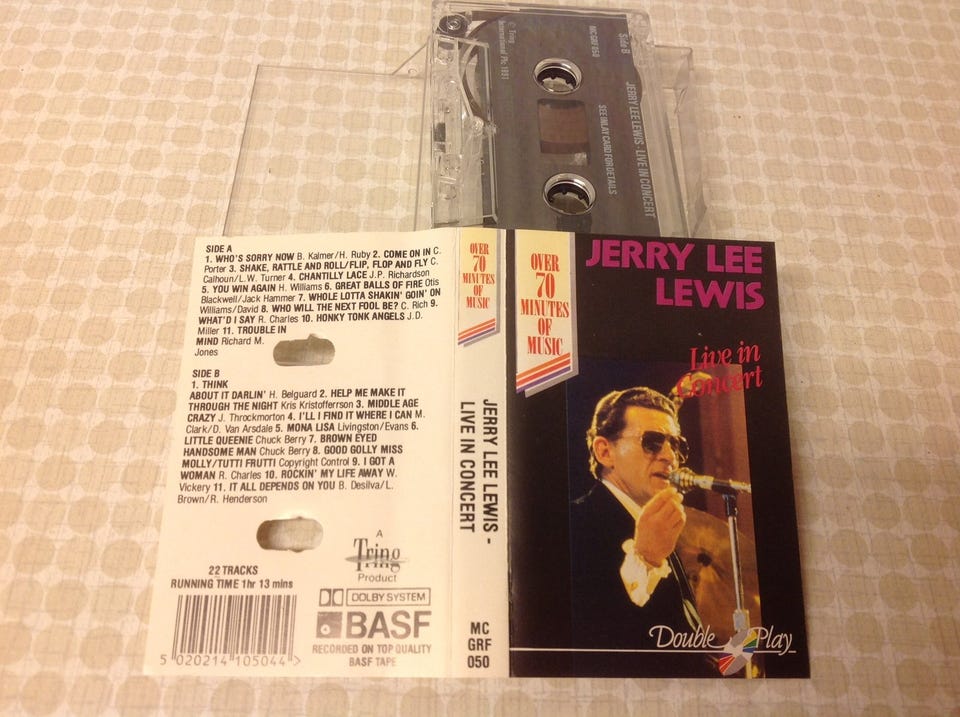 © Tring
International Plc 1991
MCGRF 050
Side B
JERRY LEE LEWIS - LIVE IN CONCERT
SEE INLAY CARD FOR DETAILS
SIDE A
1. WHO'S SORRY NOW B. Kalmer/H. Ruby 2. COME ON IN C.
Porter 3. SHAKE, RATTLE AND ROLL/FLIP, FLOP AND FLY C.
Calhoun/L.W. Turner 4. CHANTILLY LACE J.P. Richardson
5. YOU WIN AGAIN H. Williams 6. GREAT BALLS OF FIRE Otis
Blackwell/Jack Hammer 7. WHOLE LOTTA SHAKIN' GOIN' ON
Williams/David 8. WHO WILL THE NEXT FOOL BE? C. Rich 9.
WHAT'D I SAY R. Charles 10. HONKY TONK ANGELS J.D.
Miller 11. TROUBLE IN
MIND Richard M.
Jones
SIDE B
1. THINK
ABOUT IT DARLIN' H. Belguard 2. HELP ME MAKE IT
THROUGH THE NIGHT Kris Kristofferrson 3. MIDDLE AGE
CRAZY J. Throckmorton 4. I'LL I FIND IT WHERE I CAN M.
Clark/D. Van Arsdale 5. MONA LISA Livingston/Evans 6.
LITTLE QUEENIE Chuck Berry 7. BROWN EYED
HANDSOME MAN Chuck Berry 8. GOOD GOLLY MISS
MOLLY/TUTTI FRUTTI Copyright Control 9. I GOT A
WOMAN R. Charles 10. ROCKIN' MY LIFE AWAY W.
Vickery 11. IT ALL DEPENDS ON YOU B. Desilva/L.
Brown/R. Henderson
22 TRACKS
RUNNING TIME 1hr 13 mins
5 020214 105044 >
A
Tring
Product
DOLBY SYSTEM
BASF
RECORDED ON TOP QUALITY
BASF TAPE
OVER
70
MINUTES
OF
MUSIC
JERRY LEE LEWIS -
LIVE IN CONCERT
MC
GRF
050
OVER
70
MINUTES
OF
MUSIC
JERRY LEE
LEWIS
Live in
Concert
Double Play